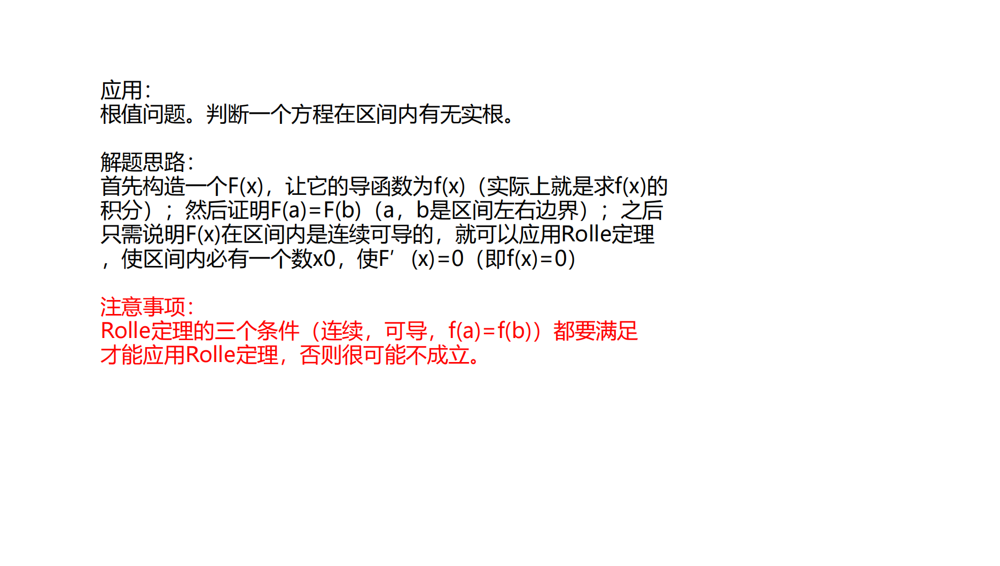 应用：
根值问题。判断一个方程在区间内有无实根。
解题思路：
首先构造一个F(x)，让它的导函数为f(x)（实际上就是求f(x)的
积分）；然后证明F(a)=F(b)（a，b是区间左右边界）；之后
只需说明F(x)在区间内是连续可导的，就可以应用Rolle定理
，使区间内必有一个数x0，使F′(x)=0（即f(x)=0）
注意事项：
Rolle定理的三个条件（连续，可导，f(a)=f(b)）都要满足
才能应用Rolle定理，否则很可能不成立。